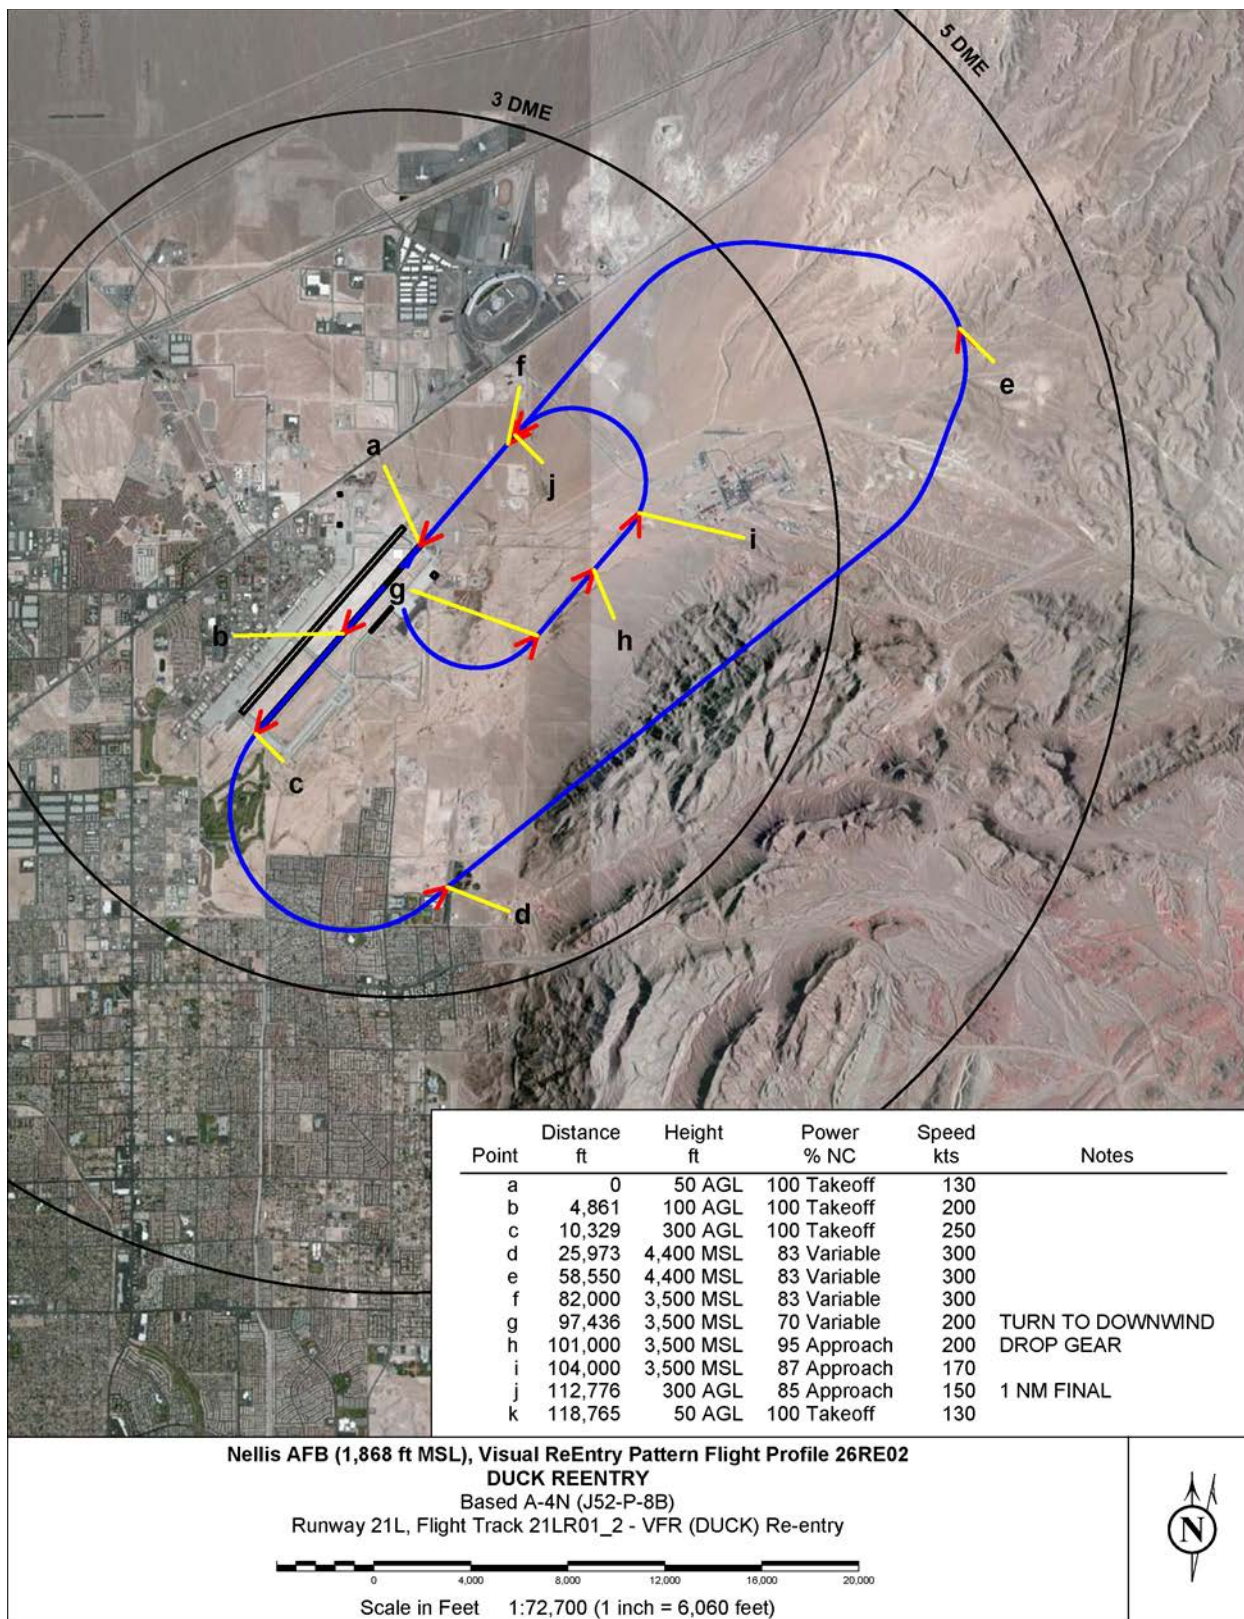 5 DME
3 DME
f
e
a
j
i
g
b
h
c
d
Distance Height Power Speed
Point ft ft % NC kts Notes
a 0 50 AGL 100 Takeoff 130
b 4,861 100 AGL 100 Takeoff 200
c 10,329 300 AGL 100 Takeoff 250
d 25,973 4,400 MSL 83 Variable 300
e 58,550 4,400 MSL 83 Variable 300
f 82,000 3,500 MSL 83 Variable 300
g 97,436 3,500 MSL 70 Variable 200 TURN TO DOWNWIND
h 101,000 3,500 MSL 95 Approach 200 DROP GEAR
i 104,000 3,500 MSL 87 Approach 170
j 112,776 300 AGL 85 Approach 150 1 NM FINAL
k 118,765 50 AGL 100 Takeoff 130
Nellis AFB (1,868 ft MSL), Visual ReEntry Pattern Flight Profile 26RE02
DUCK REENTRY
Based A-4N (J52-P-8B)
Runway 21L, Flight Track 21LR01_2 - VFR (DUCK) Re-entry
0 4,000 8,000 12,000 16,000 20,000
Scale in Feet 1:72,700 (1 inch = 6,060 feet)
N